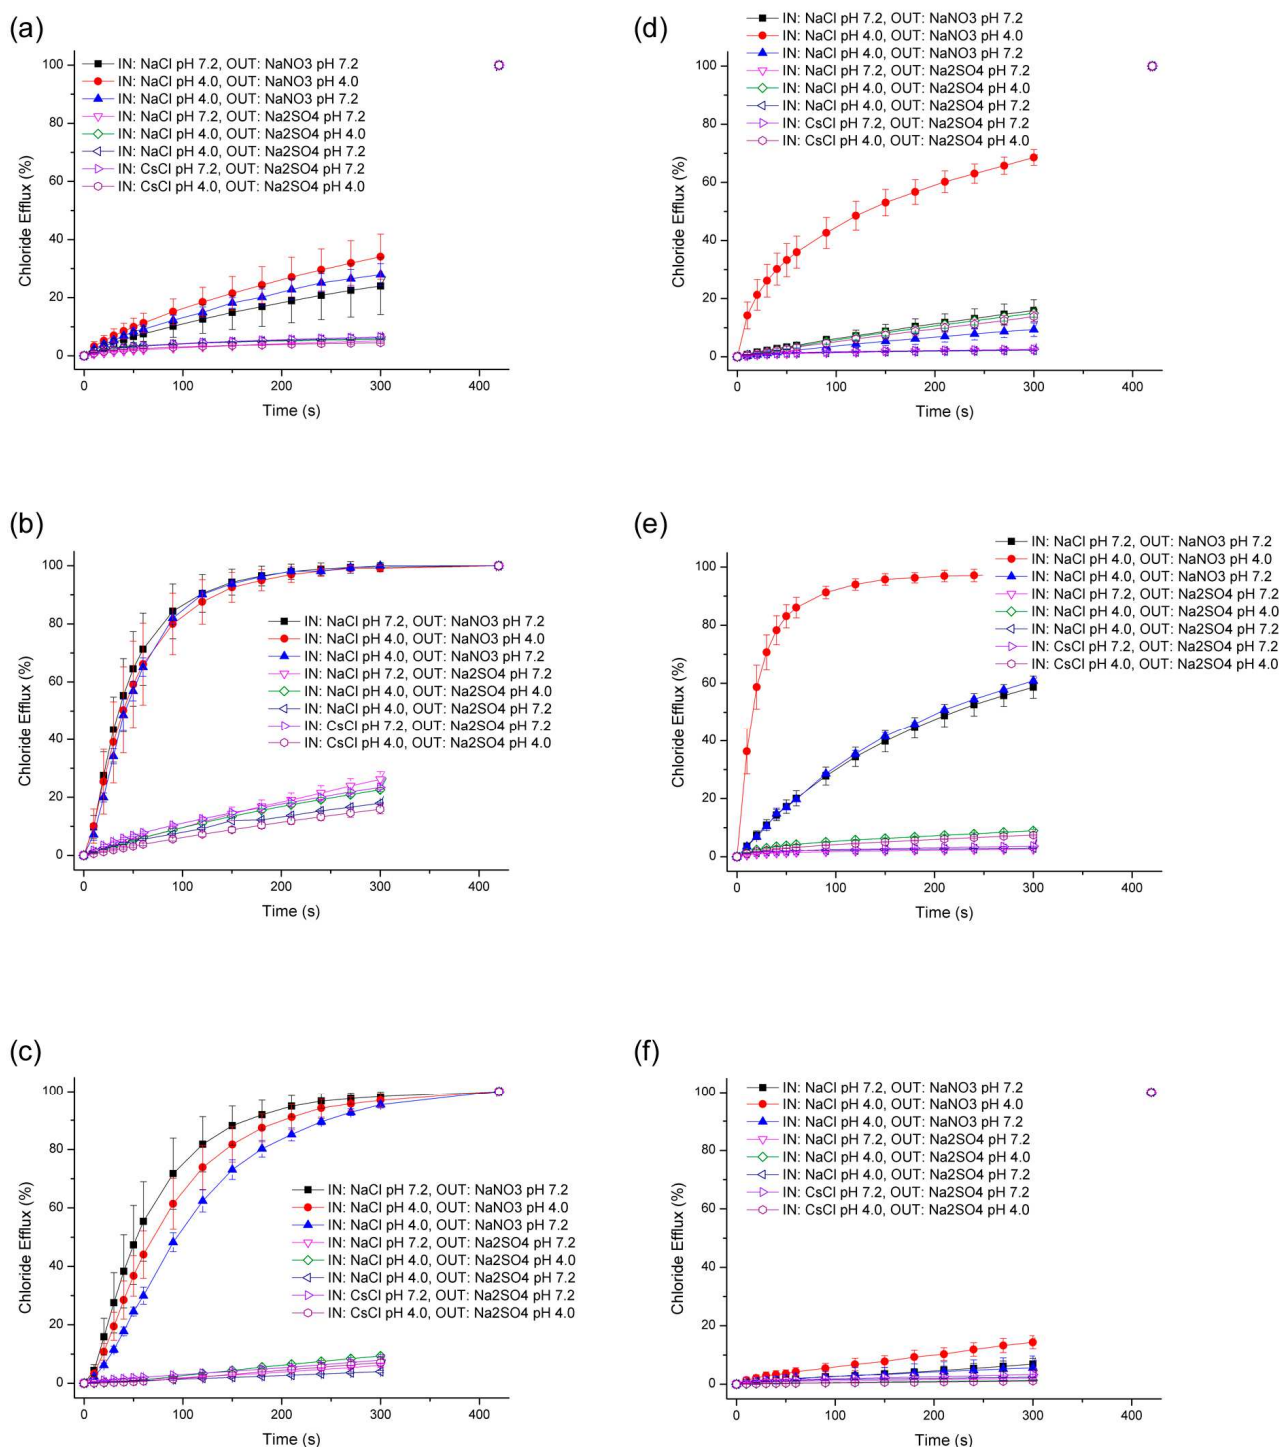 (a)
IN: NaCl pH 7.2, OUT: NaNO3 pH 7.2
IN: NaCl pH 4.0, OUT: NaNO3 pH 4.0
IN: NaCl pH 4.0, OUT: NaNO3 pH 7.2
IN: NaCl pH 7.2, OUT: Na2SO4 pH 7.2
IN: NaCl pH 4.0, OUT: Na2SO4 pH 4.0
IN: NaCl pH 4.0, OUT: Na2SO4 pH 7.2
IN: CsCl pH 7.2, OUT: Na2SO4 pH 7.2
IN: CsCl pH 4.0, OUT: Na2SO4 pH 4.0
100
80
60
40
20
0
Chloride Efflux (%)
0 100 200 300 400
Time (s)
(d)
IN: NaCl pH 7.2, OUT: NaNO3 pH 7.2
IN: NaCl pH 4.0, OUT: NaNO3 pH 4.0
IN: NaCl pH 4.0, OUT: NaNO3 pH 7.2
IN: NaCl pH 7.2, OUT: Na2SO4 pH 7.2
IN: NaCl pH 4.0, OUT: Na2SO4 pH 4.0
IN: NaCl pH 4.0, OUT: Na2SO4 pH 7.2
IN: CsCl pH 7.2, OUT: Na2SO4 pH 7.2
IN: CsCl pH 4.0, OUT: Na2SO4 pH 4.0
100
80
60
40
20
0
Chloride Efflux (%)
0 100 200 300 400
Time (s)
(b)
100
80
60
40
20
0
Chloride Efflux (%)
IN: NaCl pH 7.2, OUT: NaNO3 pH 7.2
IN: NaCl pH 4.0, OUT: NaNO3 pH 4.0
IN: NaCl pH 4.0, OUT: NaNO3 pH 7.2
IN: NaCl pH 7.2, OUT: Na2SO4 pH 7.2
IN: NaCl pH 4.0, OUT: Na2SO4 pH 4.0
IN: NaCl pH 4.0, OUT: Na2SO4 pH 7.2
IN: CsCl pH 7.2, OUT: Na2SO4 pH 7.2
IN: CsCl pH 4.0, OUT: Na2SO4 pH 4.0
0 100 200 300 400
Time (s)
(e)
IN: NaCl pH 7.2, OUT: NaNO3 pH 7.2
IN: NaCl pH 4.0, OUT: NaNO3 pH 4.0
IN: NaCl pH 4.0, OUT: NaNO3 pH 7.2
IN: NaCl pH 7.2, OUT: Na2SO4 pH 7.2
IN: NaCl pH 4.0, OUT: Na2SO4 pH 4.0
IN: NaCl pH 4.0, OUT: Na2SO4 pH 7.2
IN: CsCl pH 7.2, OUT: Na2SO4 pH 7.2
IN: CsCl pH 4.0, OUT: Na2SO4 pH 4.0
100
80
60
40
20
0
Chloride Efflux (%)
0 100 200 300 400
Time (s)
(c)
100
80
60
40
20
0
Chloride Efflux (%)
IN: NaCl pH 7.2, OUT: NaNO3 pH 7.2
IN: NaCl pH 4.0, OUT: NaNO3 pH 4.0
IN: NaCl pH 4.0, OUT: NaNO3 pH 7.2
IN: NaCl pH 7.2, OUT: Na2SO4 pH 7.2
IN: NaCl pH 4.0, OUT: Na2SO4 pH 4.0
IN: NaCl pH 4.0, OUT: Na2SO4 pH 7.2
IN: CsCl pH 7.2, OUT: Na2SO4 pH 7.2
IN: CsCl pH 4.0, OUT: Na2SO4 pH 4.0
0 100 200 300 400
Time (s)
(f)
IN: NaCl pH 7.2, OUT: NaNO3 pH 7.2
IN: NaCl pH 4.0, OUT: NaNO3 pH 4.0
IN: NaCl pH 4.0, OUT: NaNO3 pH 7.2
IN: NaCl pH 7.2, OUT: Na2SO4 pH 7.2
IN: NaCl pH 4.0, OUT: Na2SO4 pH 4.0
IN: NaCl pH 4.0, OUT: Na2SO4 pH 7.2
IN: CsCl pH 7.2, OUT: Na2SO4 pH 7.2
IN: CsCl pH 4.0, OUT: Na2SO4 pH 4.0
100
80
60
40
20
0
Chloride Efflux (%)
0 100 200 300 400
Time (s)